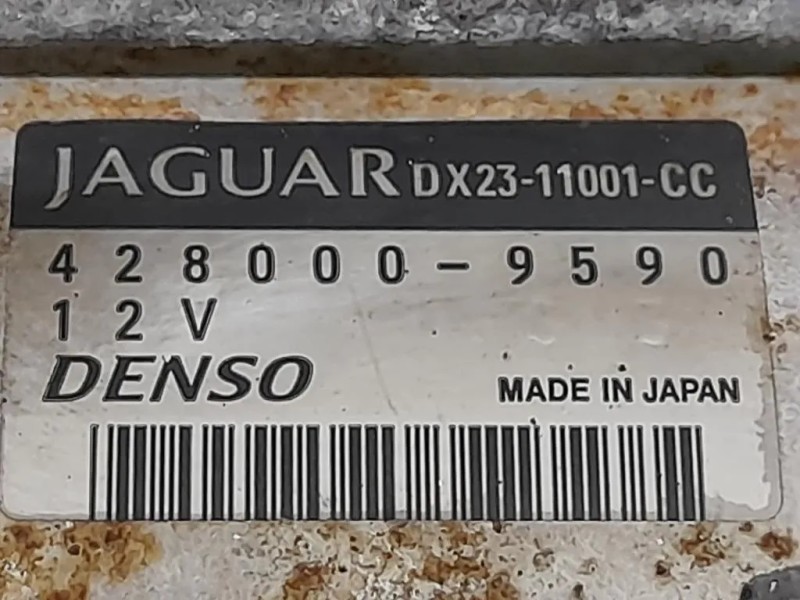 JAGUAR DX23-11001-CC
428000-9590
12V
DENSO MADE IN JAPAN